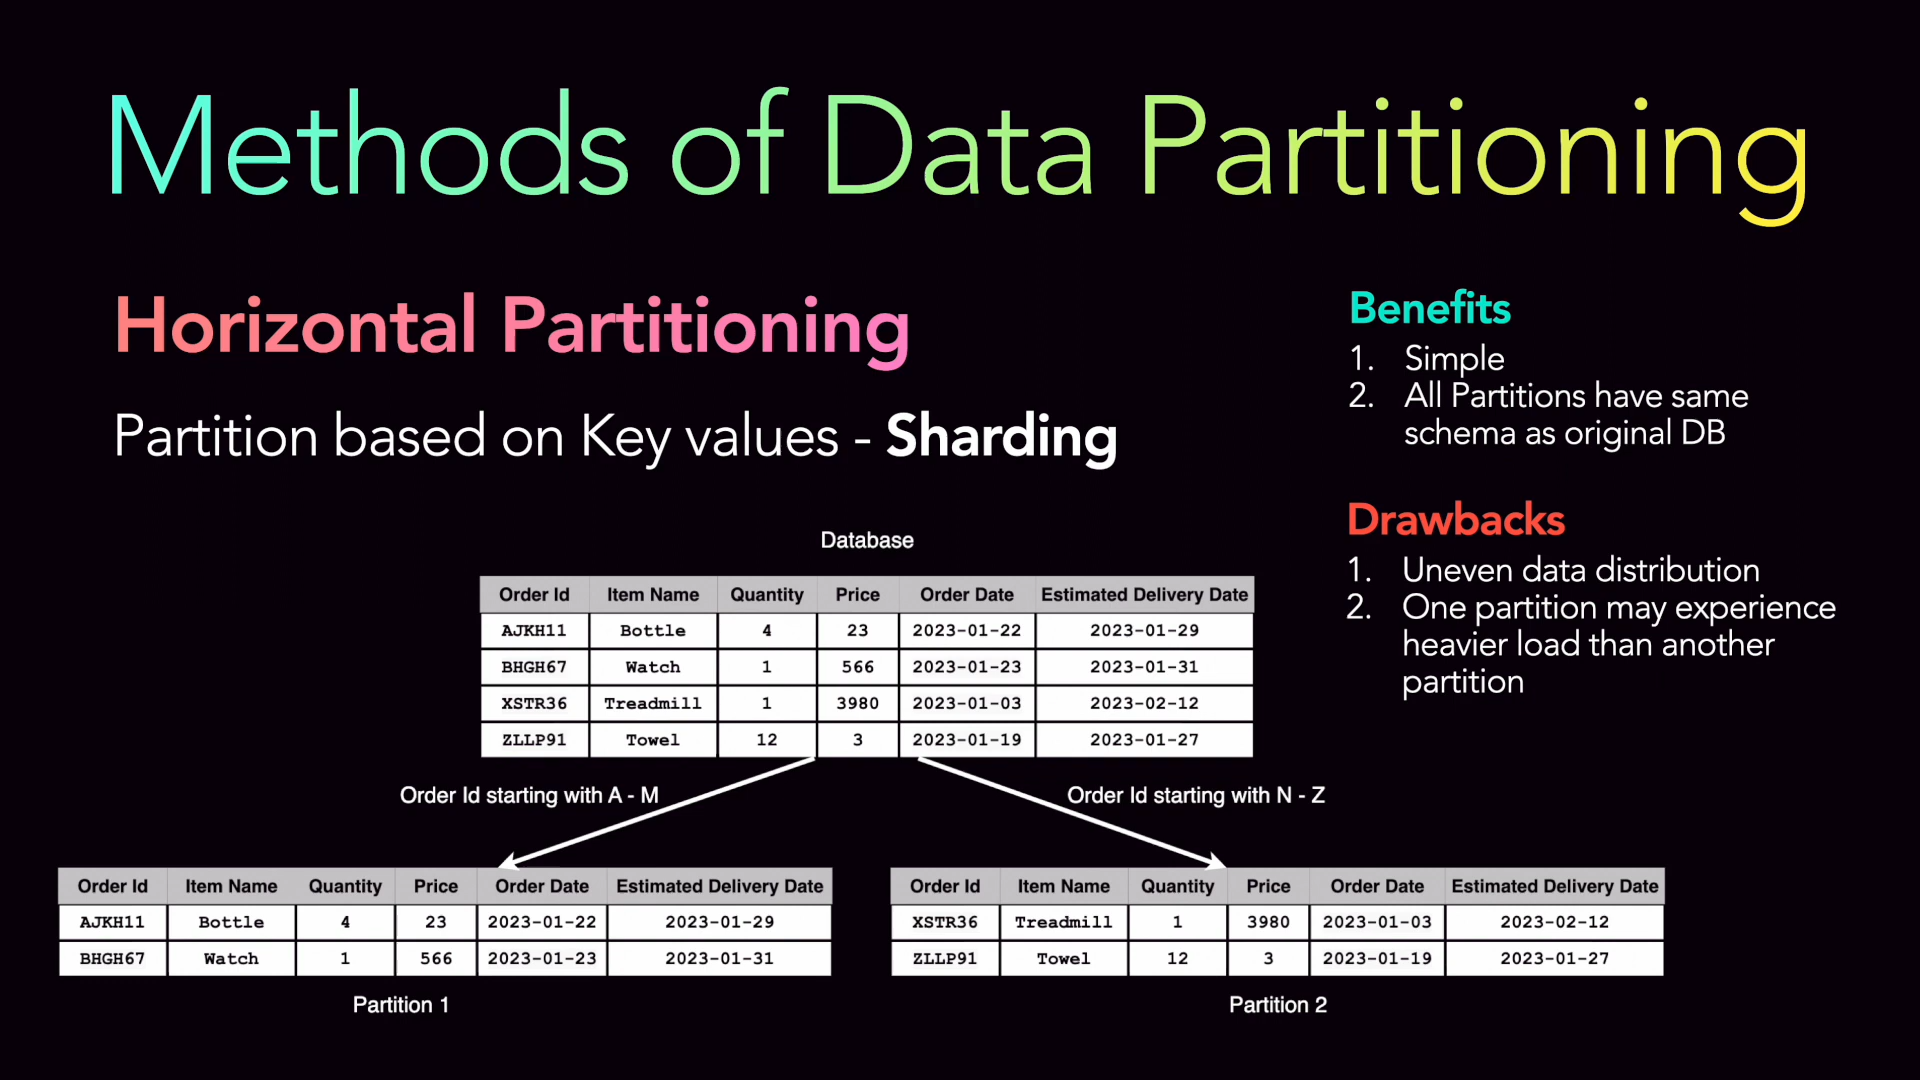 Methods of Data Partitioning
Horizontal Partitioning
Partition based on Key values - Sharding
Benefits
1. Simple
2. All Partitions have same
schema as original DB
Drawbacks
1. Uneven data distribution
2. One partition may experience
heavier load than another
partition
Database
Order Id Item Name Quantity Price Order Date Estimated Delivery Date
AJKH11 Bottle 4 23 2023-01-22 2023-01-29
BHGH67 Watch 1 566 2023-01-23 2023-01-31
XSTR36 Treadmill 1 3980 2023-01-03 2023-02-12
ZLLP91 Towel 12 3 2023-01-19 2023-01-27
Order Id starting with A - M
Order Id starting with N - Z
Order Id Item Name Quantity Price Order Date Estimated Delivery Date
AJKH11 Bottle 4 23 2023-01-22 2023-01-29
BHGH67 Watch 1 566 2023-01-23 2023-01-31
Partition 1
Order Id Item Name Quantity Price Order Date Estimated Delivery Date
XSTR36 Treadmill 1 3980 2023-01-03 2023-02-12
ZLLP91 Towel 12 3 2023-01-19 2023-01-27
Partition 2